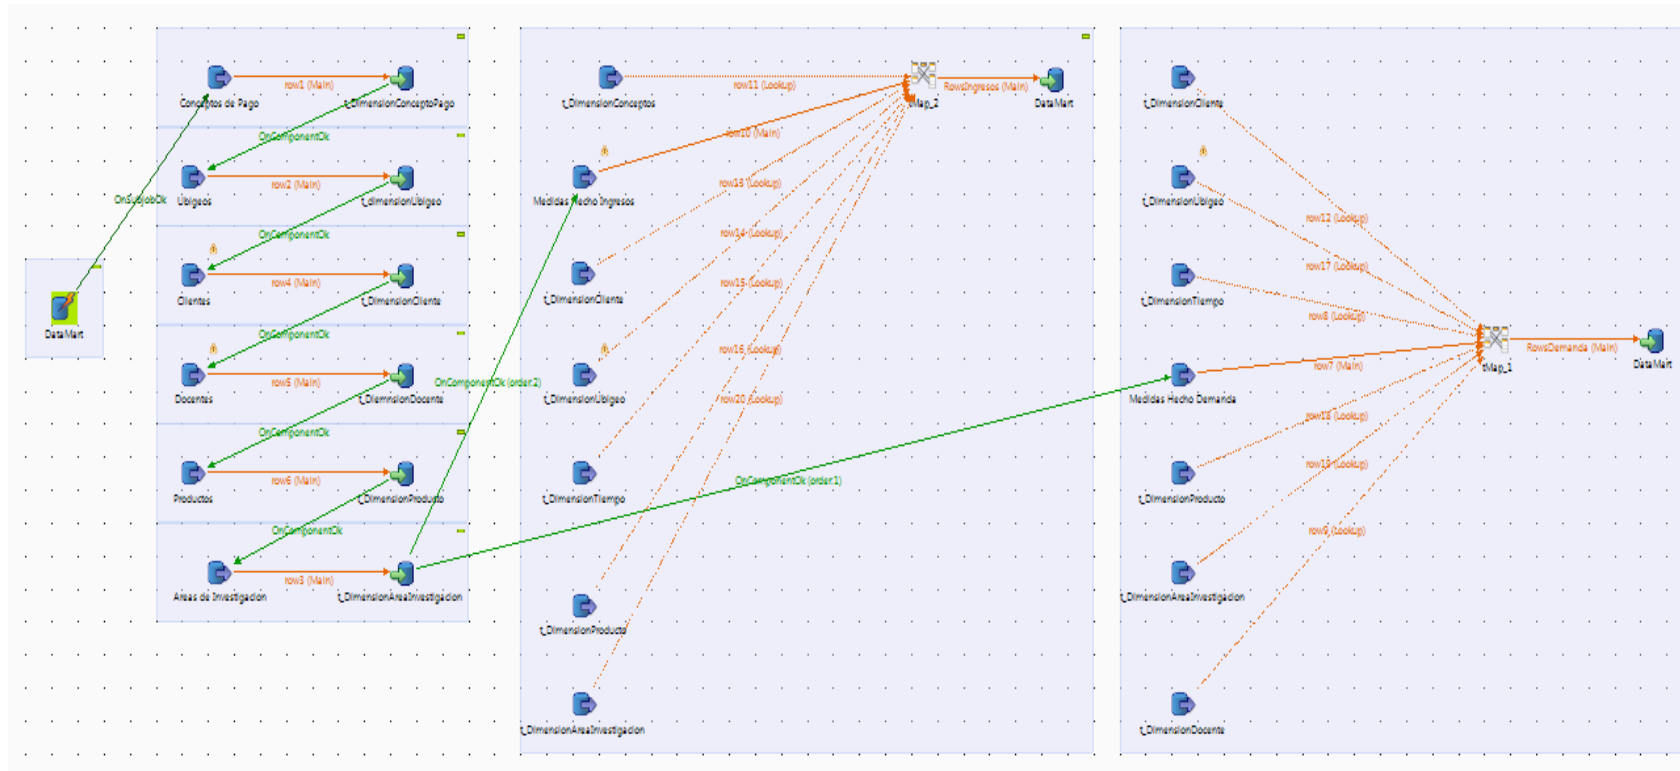 DataMart
OnSubjobOk
Conceptos de Pago
row1 (Main)
t_DimensionConceptoPago
OnComponentOk
Ubigeos
row2 (Main)
t_dimensionUbigeo
OnComponentOk
Clientes
row4 (Main)
t_DimensionCliente
OnComponentOk
Docentes
row5 (Main)
t_DiemnsionDocente
OnComponentOk
Productos
row6 (Main)
t_DimensionProducto
OnComponentOk
Areas de Investigacion
row3 (Main)
t_DimensionAreaInvestigacion
OnComponentOk (order:2)
OnComponentOk (order:1)
t_DimensionConceptos
row11 (Lookup)
tMap_2
RowsIngresos (Main)
DataMart
row10 (Main)
Medidas Hecho Ingresos
row13 (Lookup)
row14 (Lookup)
t_DimensionCliente
row15 (Lookup)
row16 (Lookup)
t_DimensionUbigeo
row20 (Lookup)
t_DimensionTiempo
t_DimensionProducto
t_DimensionAreaInvestigacion
t_DimensionCliente
t_DimensionUbigeo
row12 (Lookup)
row17 (Lookup)
t_DimensionTiempo
row8 (Lookup)
tMap_1
RowsDemanda (Main)
DataMart
row7 (Main)
Medidas Hecho Demanda
row18 (Lookup)
row19 (Lookup)
t_DimensionProducto
row9 (Lookup)
t_DimensionAreaInvestigacion
t_DimensionDocente